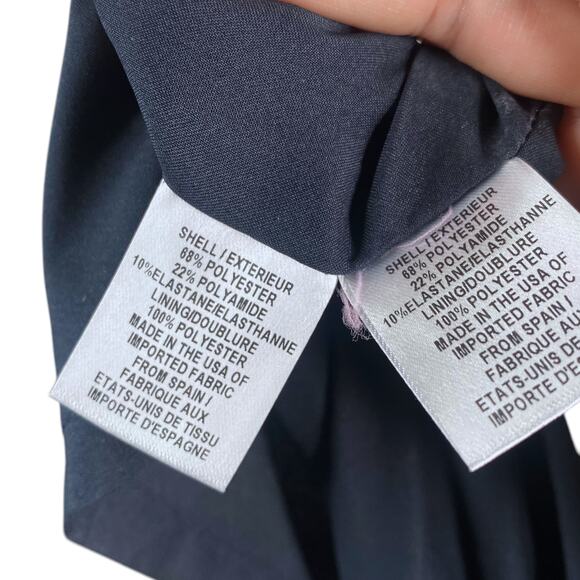 SHELL/EXTERIEUR
68% POLYESTER
22% POLYAMIDE
10%ELASTANE/ELASTHANNE
LINING/DOUBLURE
100% POLYESTER
MADE IN THE USA OF
IMPORTED FABRIC
FROM SPAIN /
FABRIQUE AUX
ETATS-UNIS DE TISSU
IMPORTE D'ESPAGNE
SHELL/EXTERIEUR
68% POLYESTER
22% POLYAMIDE
10%ELASTANE/ELASTHANNE
LINING/DOUBLURE
100% POLYESTER
MADE IN THE USA OF
IMPORTED FABRIC
FROM SPAIN /
FABRIQUE AUX
ETATS-UNIS DE TISSU
IMPORTE D'ESPAGNE